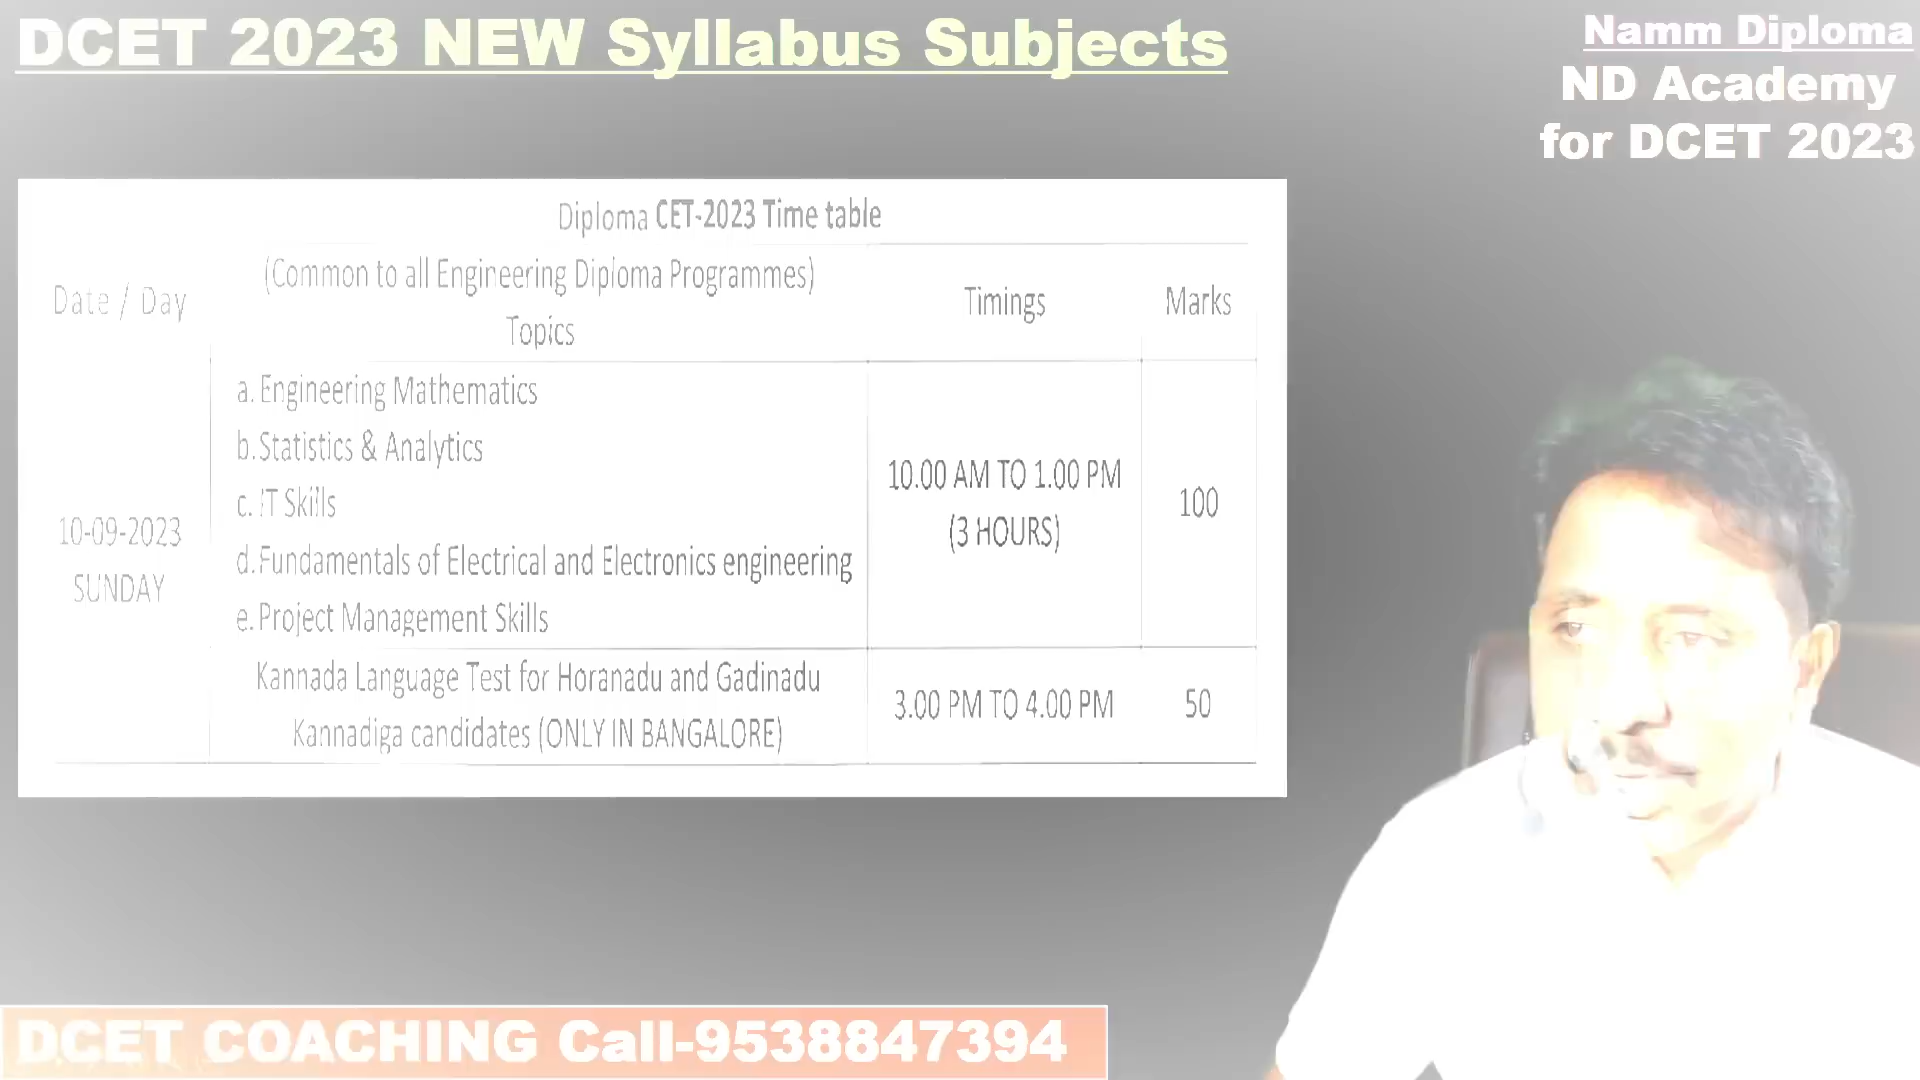 DCET 2023 NEW Syllabus Subjects
Namm Diploma
ND Academy
for DCET 2023
Diploma CET-2023 Time table
Date / Day
(Common to all Engineering Diploma Programmes)
Topics
Timings
Marks
10-09-2023
SUNDAY
a. Engineering Mathematics
b. Statistics & Analytics
c. IT Skills
d. Fundamentals of Electrical and Electronics engineering
e. Project Management Skills
10.00 AM TO 1.00 PM
(3 HOURS)
100
Kannada Language Test for Horanadu and Gadinadu
Kannadiga candidates (ONLY IN BANGALORE)
3.00 PM TO 4.00 PM
50
DCET COACHING Call-9538847394